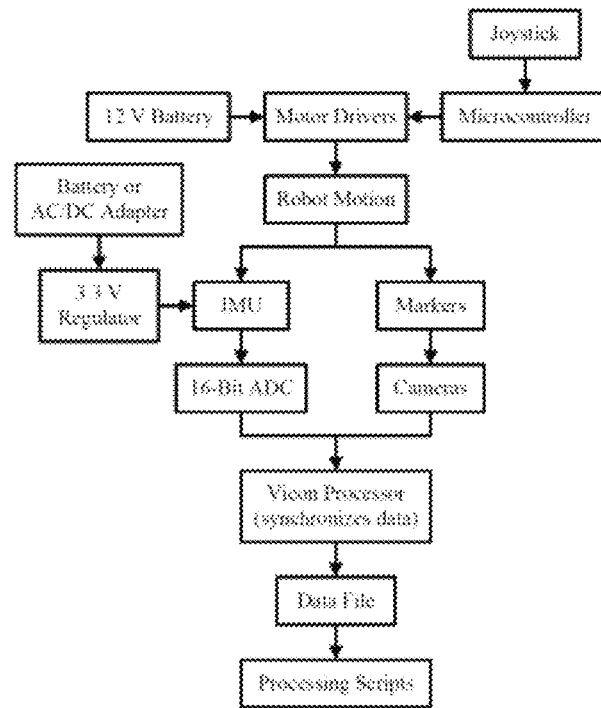 Joystick
12 V Battery
Motor Drivers
Microcontroller
Battery or
AC/DC Adapter
Robot Motion
3.3 V
Regulator
IMU
Markers
16-Bit ADC
Cameras
Vicon Processor
(synchronizes data)
Data File
Processing Scripts